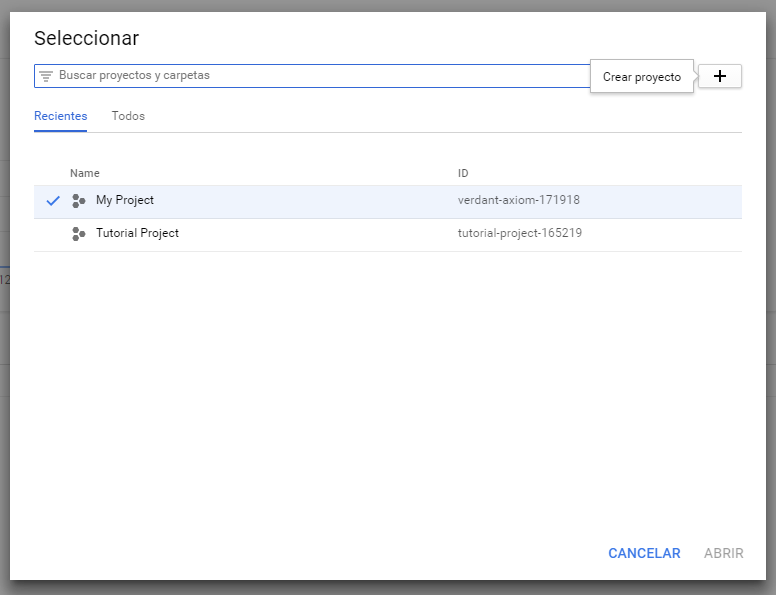 Seleccionar
Buscar proyectos y carpetas
Crear proyecto
Recientes Todos
Name ID
My Project verdant-axiom-171918
Tutorial Project tutorial-project-165219
12
CANCELAR ABRIR